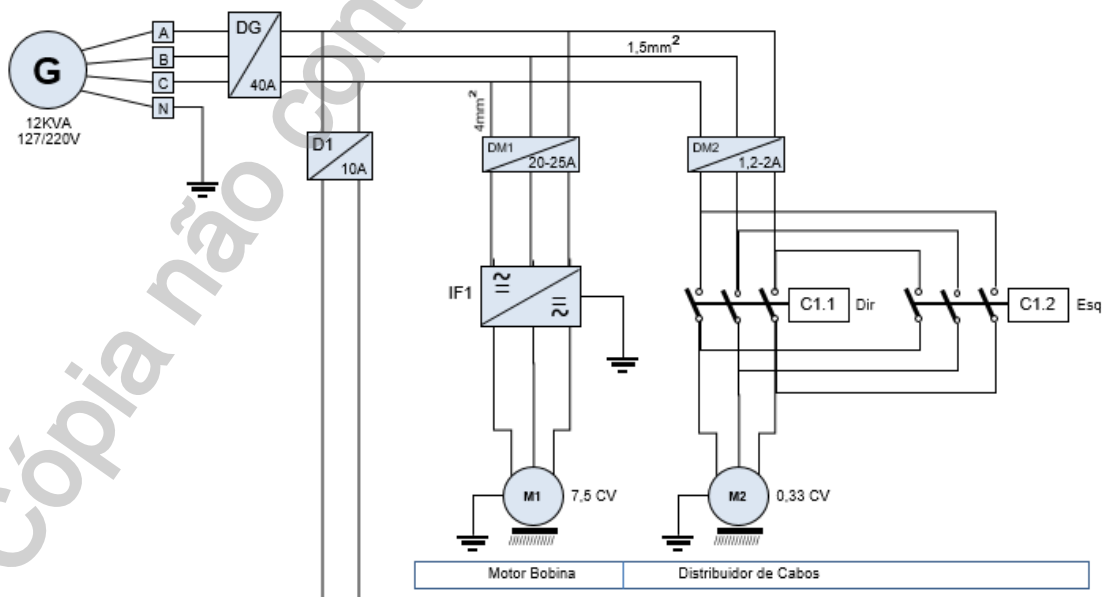 G
12KVA
127/220V
A
B
C
N
DG
40A
1,5mm²
4mm²
D1
10A
DM1
20-25A
DM2
1,2-2A
IF1
C1.1
Dir
C1.2
Esq
M1
7,5 CV
M2
0,33 CV
Motor Bobina
Distribuidor de Cabos
Cópia não con